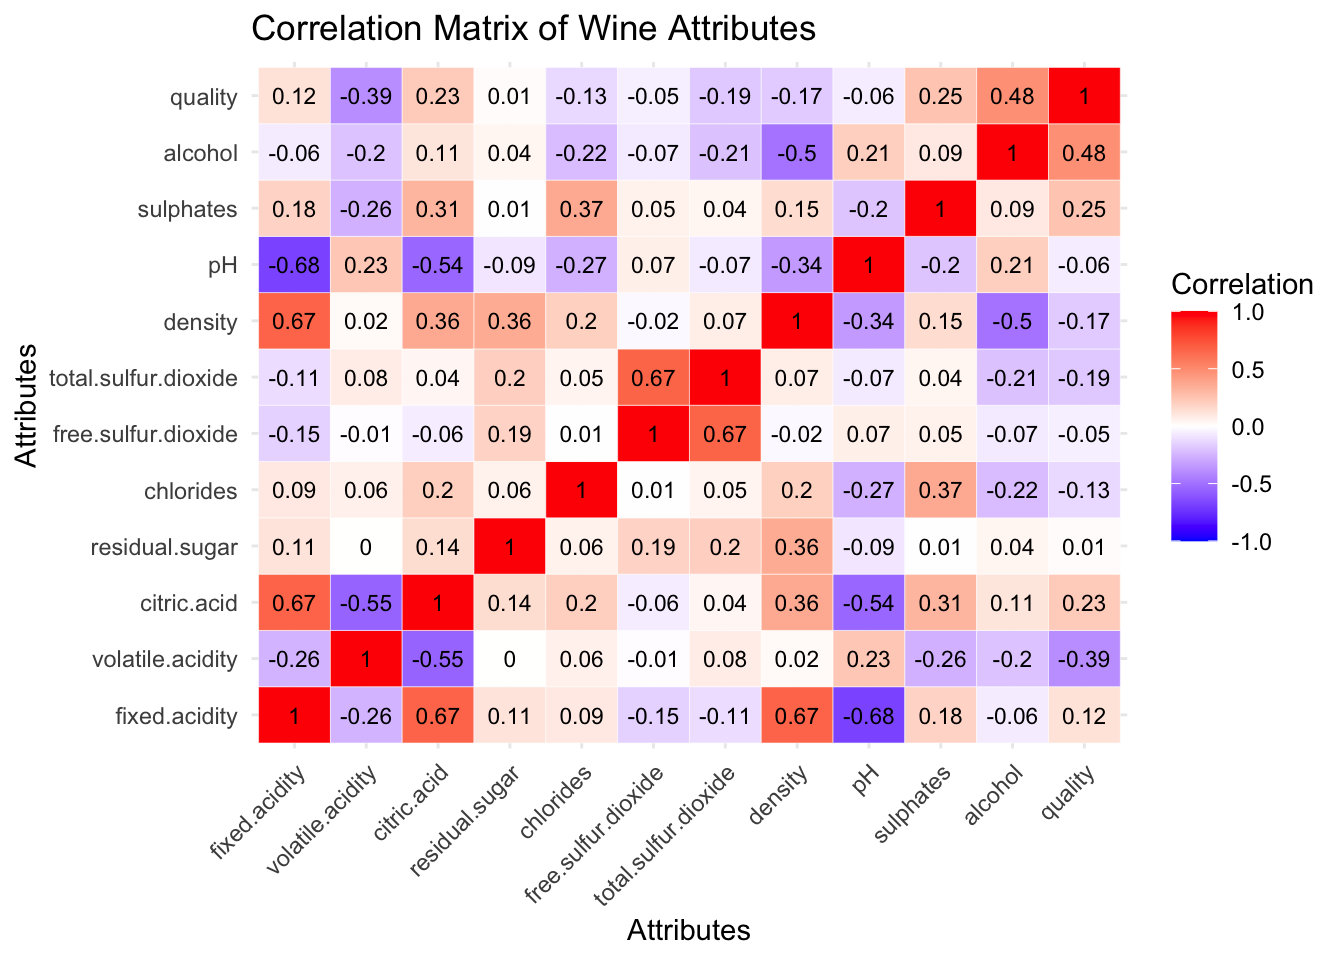 Correlation Matrix of Wine Attributes
quality 0.12 -0.39 0.23 0.01 -0.13 -0.05 -0.19 -0.17 -0.06 0.25 0.48 1
alcohol -0.06 -0.2 0.11 0.04 -0.22 -0.07 -0.21 -0.5 0.21 0.09 1 0.48
sulphates 0.18 -0.26 0.31 0.01 0.37 0.05 0.04 0.15 -0.2 1 0.09 0.25
pH -0.68 0.23 -0.54 -0.09 -0.27 0.07 -0.07 -0.34 1 -0.2 0.21 -0.06
density 0.67 0.02 0.36 0.36 0.2 -0.02 0.07 1 -0.34 0.15 -0.5 -0.17
total.sulfur.dioxide -0.11 0.08 0.04 0.2 0.05 0.67 1 0.07 -0.07 0.04 -0.21 -0.19
free.sulfur.dioxide -0.15 -0.01 -0.06 0.19 0.01 1 0.67 -0.02 0.07 0.05 -0.07 -0.05
chlorides 0.09 0.06 0.2 0.06 1 0.01 0.05 0.2 -0.27 0.37 -0.22 -0.13
residual.sugar 0.11 0 0.14 1 0.06 0.19 0.2 0.36 -0.09 0.01 0.04 0.01
citric.acid 0.67 -0.55 1 0.14 0.2 -0.06 0.04 0.36 -0.54 0.31 0.11 0.23
volatile.acidity -0.26 1 -0.55 0 0.06 -0.01 0.08 0.02 0.23 -0.26 -0.2 -0.39
fixed.acidity 1 -0.26 0.67 0.11 0.09 -0.15 -0.11 0.67 -0.68 0.18 -0.06 0.12
fixed.acidity volatile.acidity citric.acid residual.sugar chlorides free.sulfur.dioxide total.sulfur.dioxide density pH sulphates alcohol quality
Attributes
Attributes
Correlation
1.0
0.5
0.0
-0.5
-1.0